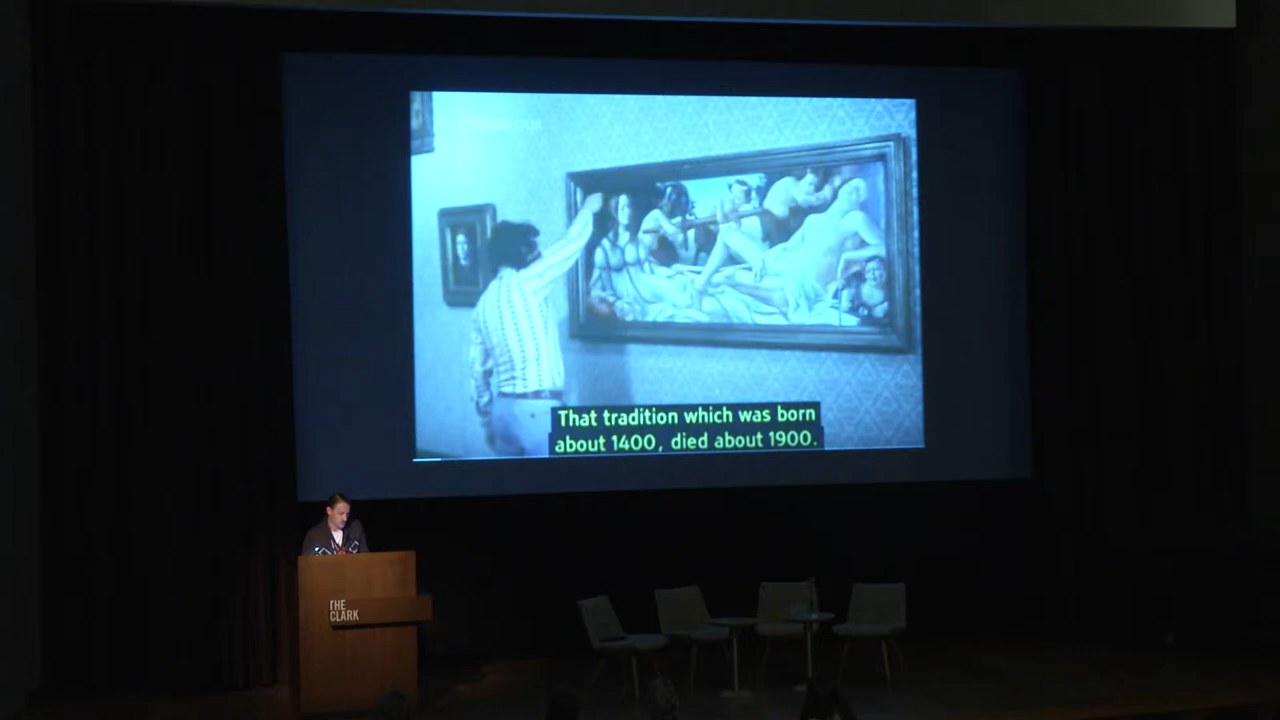 That tradition which was born
about 1400, died about 1900.
THE
CLARK